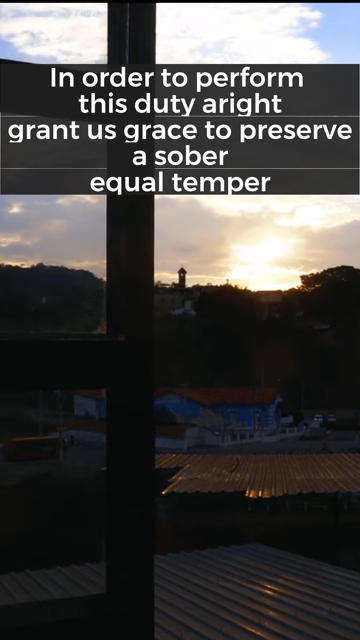 In order to perform
this duty aright
grant us grace to preserve
a sober
equal temper